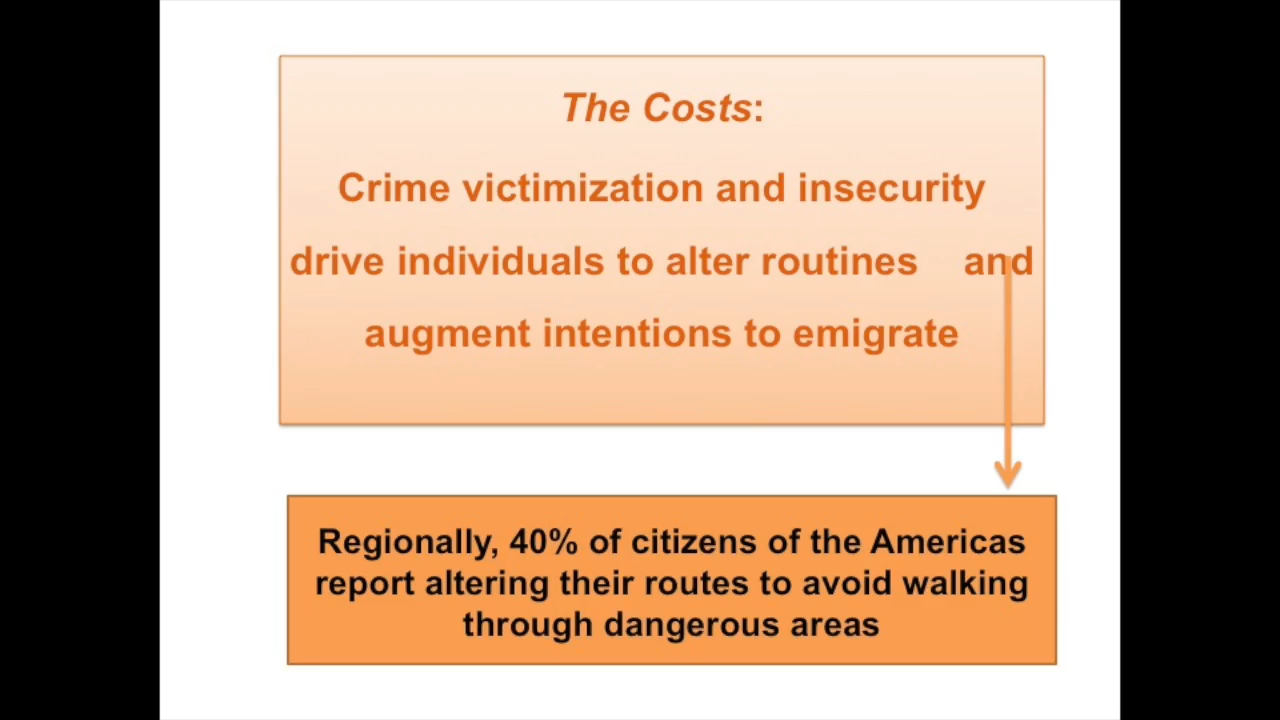 The Costs:
Crime victimization and insecurity
drive individuals to alter routines and
augment intentions to emigrate
Regionally, 40% of citizens of the Americas
report altering their routes to avoid walking
through dangerous areas